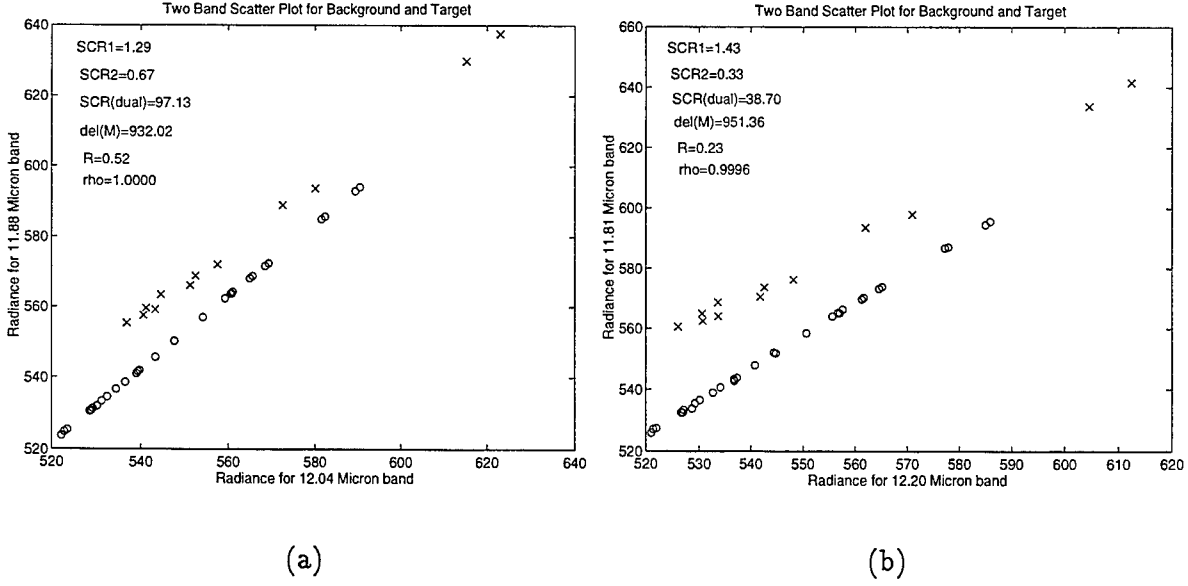 Two Band Scatter Plot for Background and Target
640
620
600
580
560
540
520
Radiance for 11.88 Micron band
SCR1=1.29
SCR2=0.67
SCR(dual)=97.13
del(M)=932.02
R=0.52
rho=1.0000
520 540 560 580 600 620 640
Radiance for 12.04 Micron band
(a)
Two Band Scatter Plot for Background and Target
660
640
620
600
580
560
540
520
Radiance for 11.81 Micron band
SCR1=1.43
SCR2=0.33
SCR(dual)=38.70
del(M)=951.36
R=0.23
rho=0.9996
520 530 540 550 560 570 580 590 600 610 620
Radiance for 12.20 Micron band
(b)